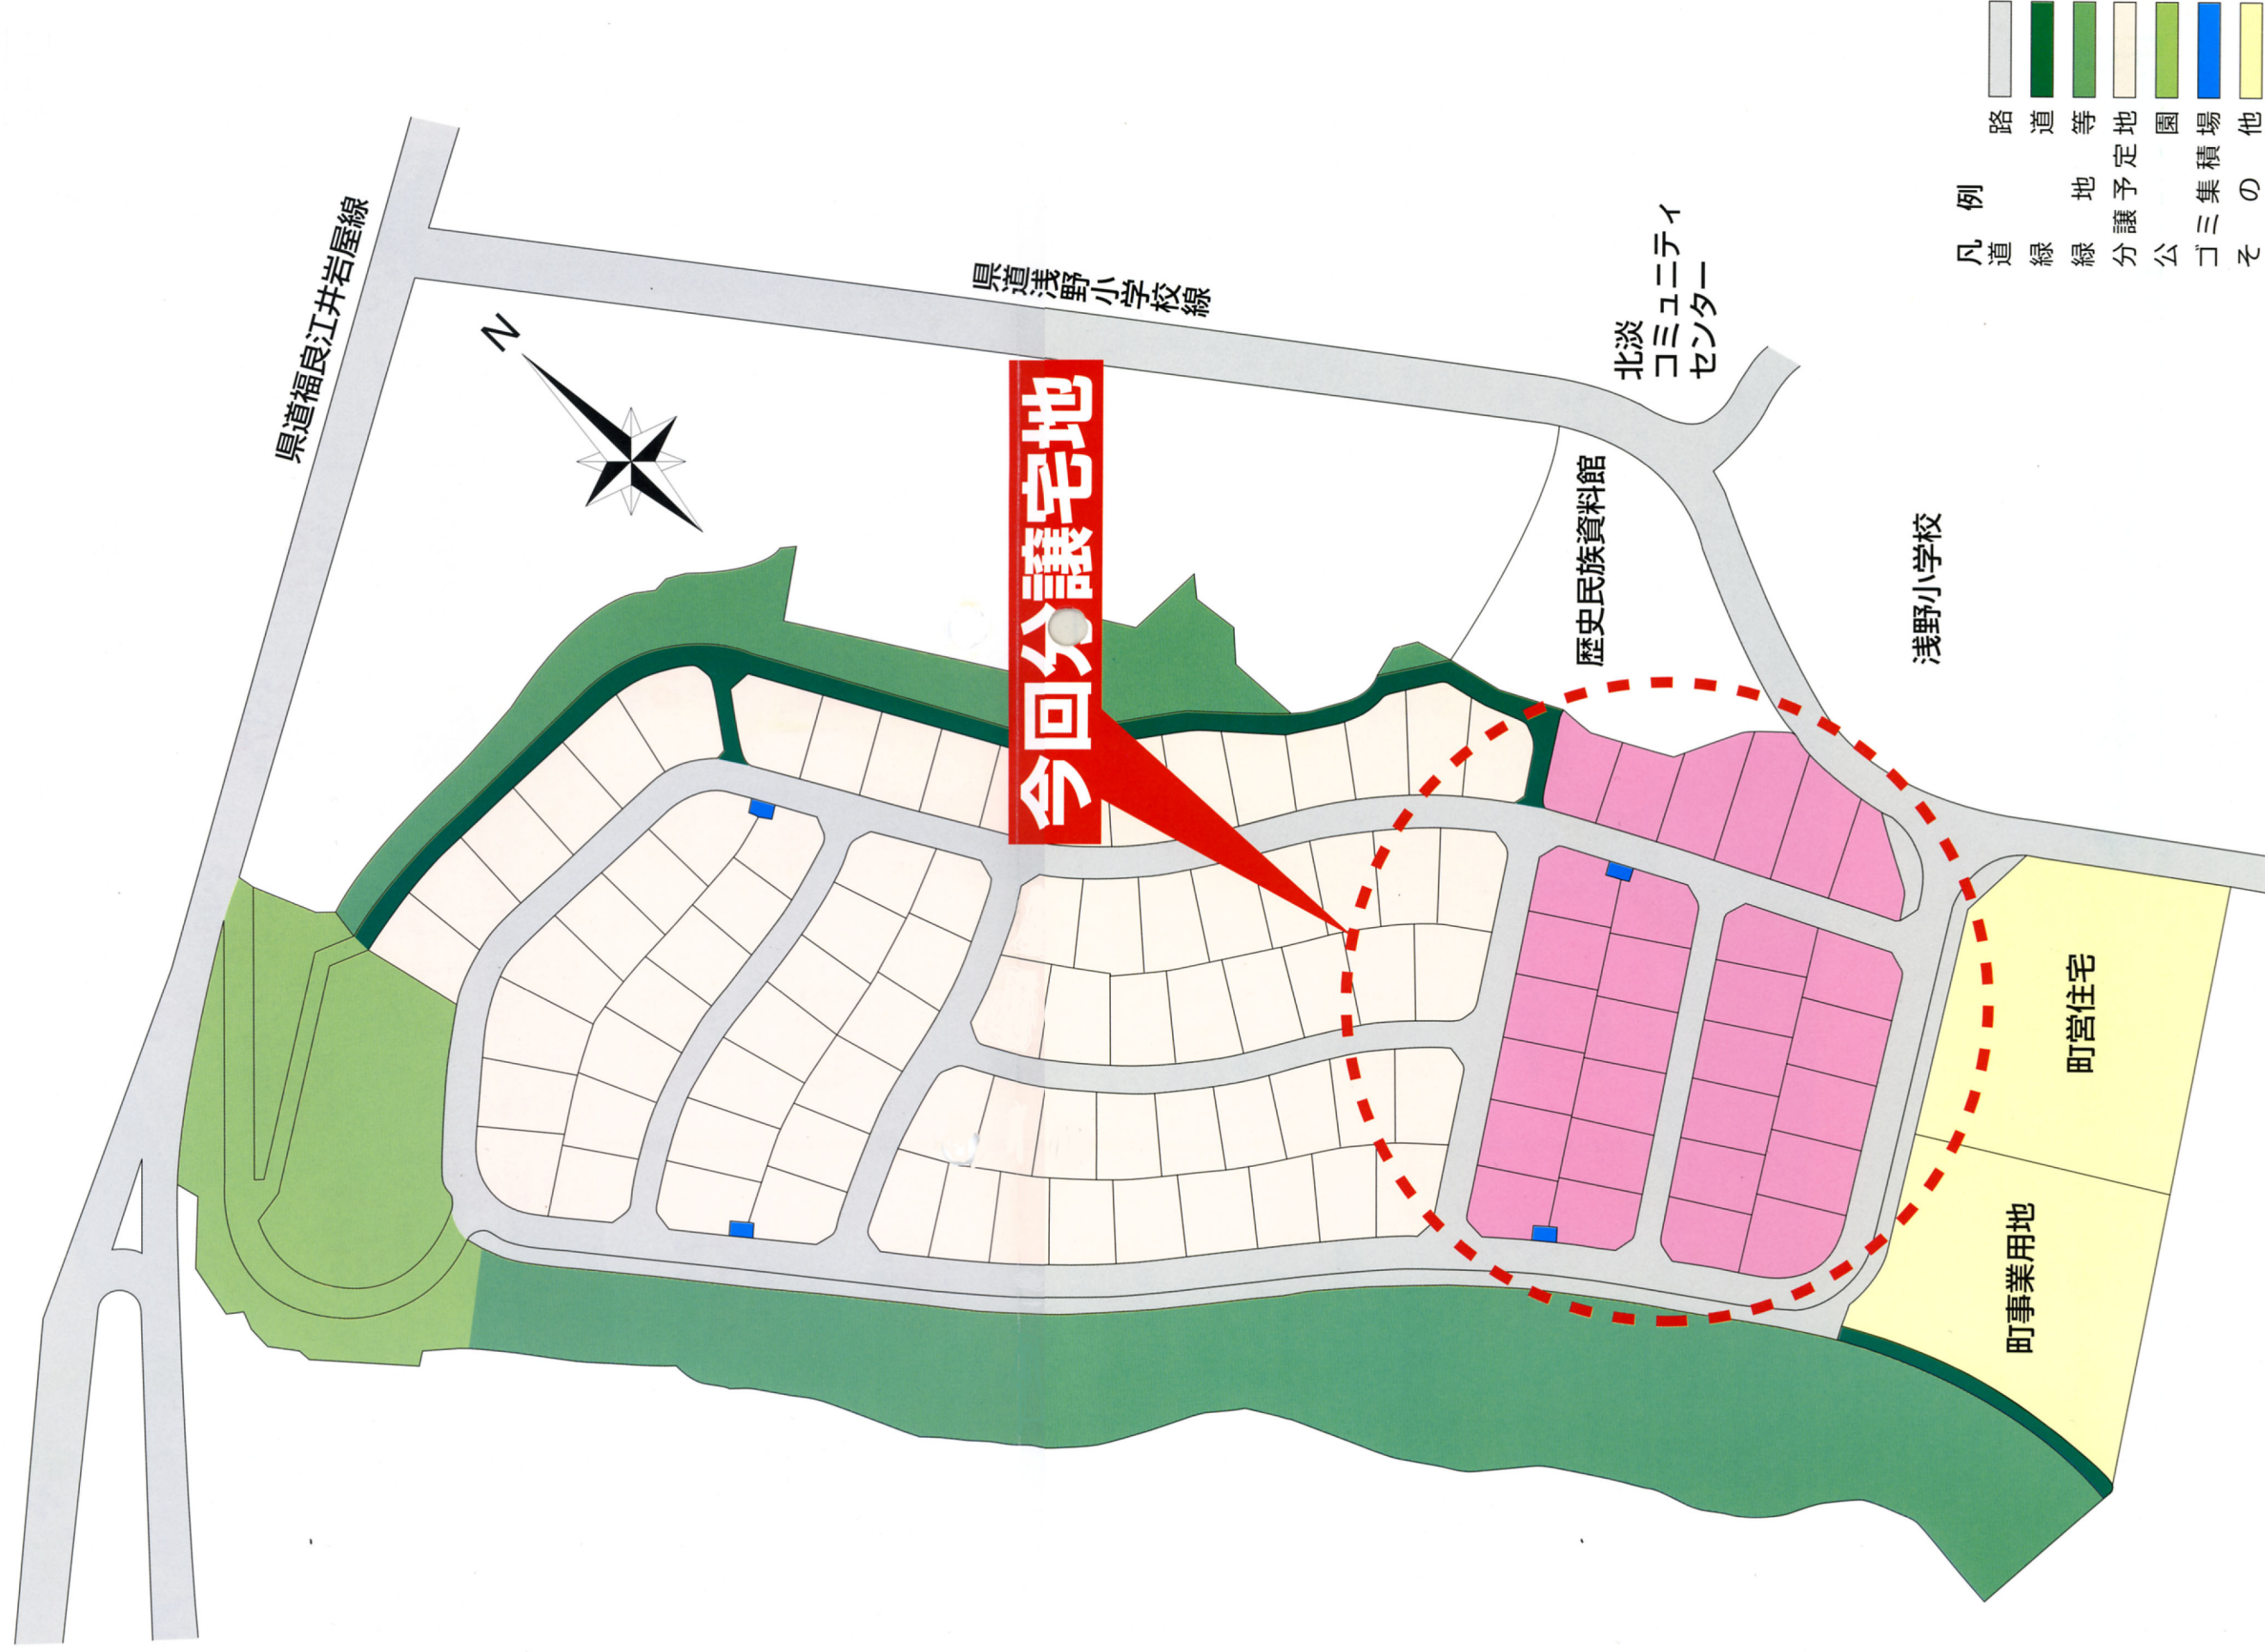 凡例
道路
緑道
緑地等
分譲予定地
公園
ゴミ集積場
その他
県道福良江井岩屋線
N
県道浅野小学校線
北淡
コミュニティ
センター
今回分譲宅地
歴史民族資料館
浅野小学校
町営住宅
町事業用地